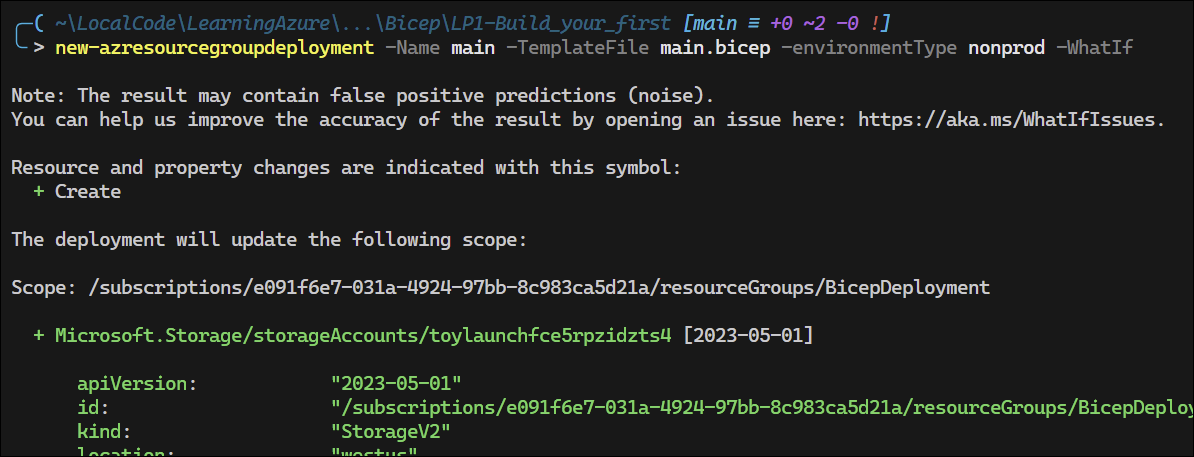 ~\LocalCode\LearningAzure\...\Bicep\LP1-Build_your_first [main ≡ +0 ~2 -0 !]
> new-azresourcegroupdeployment -Name main -TemplateFile main.bicep -environmentType nonprod -WhatIf
Note: The result may contain false positive predictions (noise).
You can help us improve the accuracy of the result by opening an issue here: https://aka.ms/WhatIfIssues.
Resource and property changes are indicated with this symbol:
+ Create
The deployment will update the following scope:
Scope: /subscriptions/e091f6e7-031a-4924-97bb-8c983ca5d21a/resourceGroups/BicepDeployment
+ Microsoft.Storage/storageAccounts/toylaunchfce5rpzidzts4 [2023-05-01]
apiVersion: "2023-05-01"
id: "/subscriptions/e091f6e7-031a-4924-97bb-8c983ca5d21a/resourceGroups/BicepDeploy
kind: "StorageV2"
location: "westus"